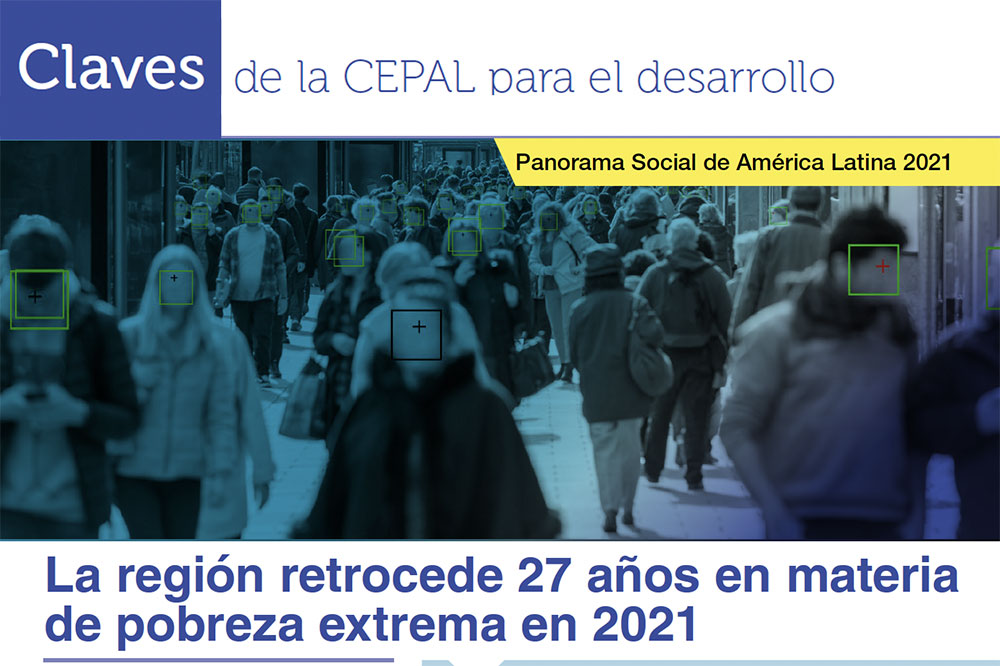 Claves de la CEPAL para el desarrollo
Panorama Social de América Latina 2021
La región retrocede 27 años en materia
de pobreza extrema en 2021